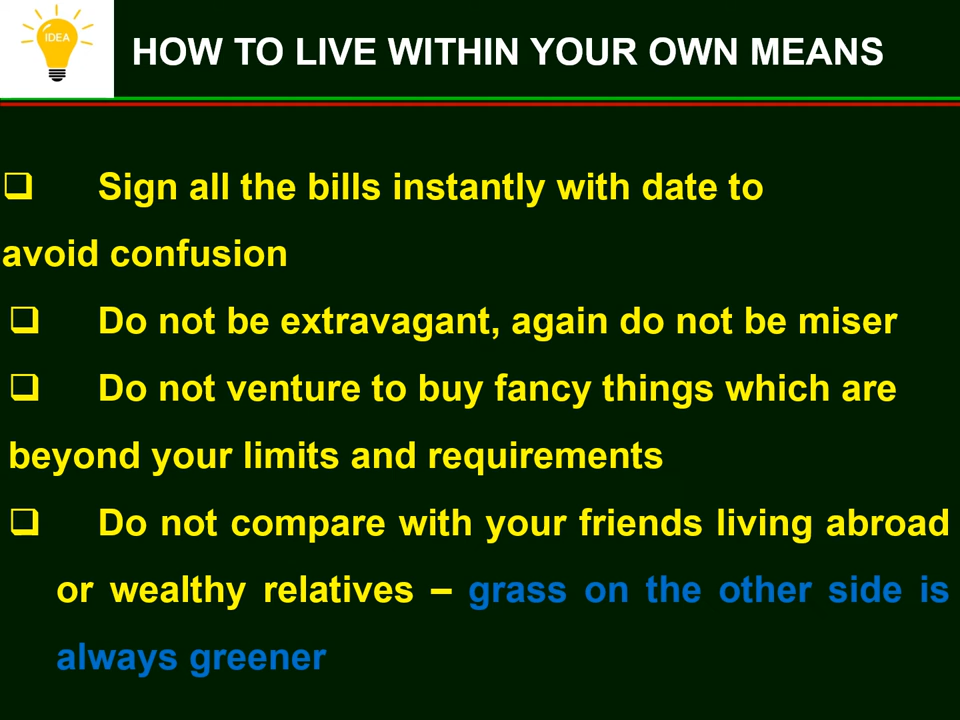 IDEA
HOW TO LIVE WITHIN YOUR OWN MEANS
Sign all the bills instantly with date to
avoid confusion
Do not be extravagant, again do not be miser
Do not venture to buy fancy things which are
beyond your limits and requirements
Do not compare with your friends living abroad
or wealthy relatives – grass on the other side is
always greener